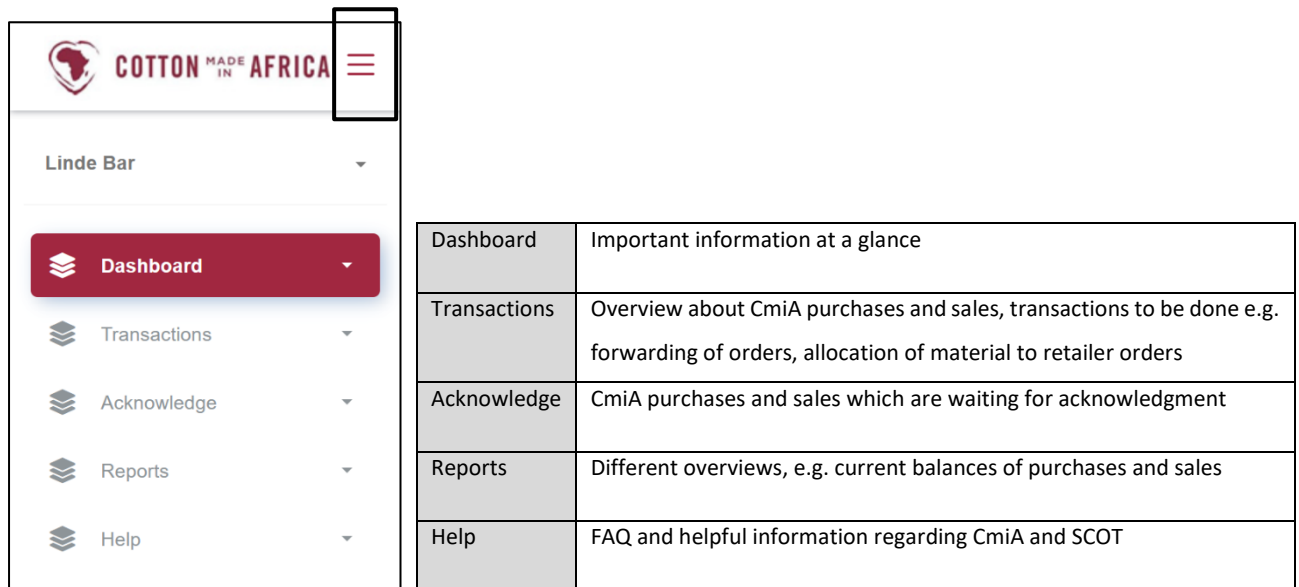 COTTON MADE IN AFRICA
Linde Bar
Dashboard
Transactions
Acknowledge
Reports
Help
Dashboard Important information at a glance
Transactions Overview about CmiA purchases and sales, transactions to be done e.g.
forwarding of orders, allocation of material to retailer orders
Acknowledge CmiA purchases and sales which are waiting for acknowledgment
Reports Different overviews, e.g. current balances of purchases and sales
Help FAQ and helpful information regarding CmiA and SCOT